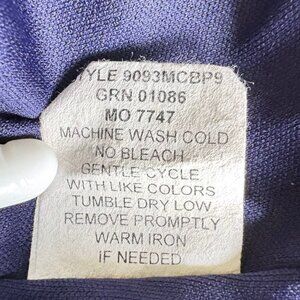 STYLE 9093MCBP9
GRN 01086
MO 7747
MACHINE WASH COLD
NO BLEACH
GENTLE CYCLE
WITH LIKE COLORS
TUMBLE DRY LOW
REMOVE PROMPTLY
WARM IRON
IF NEEDED